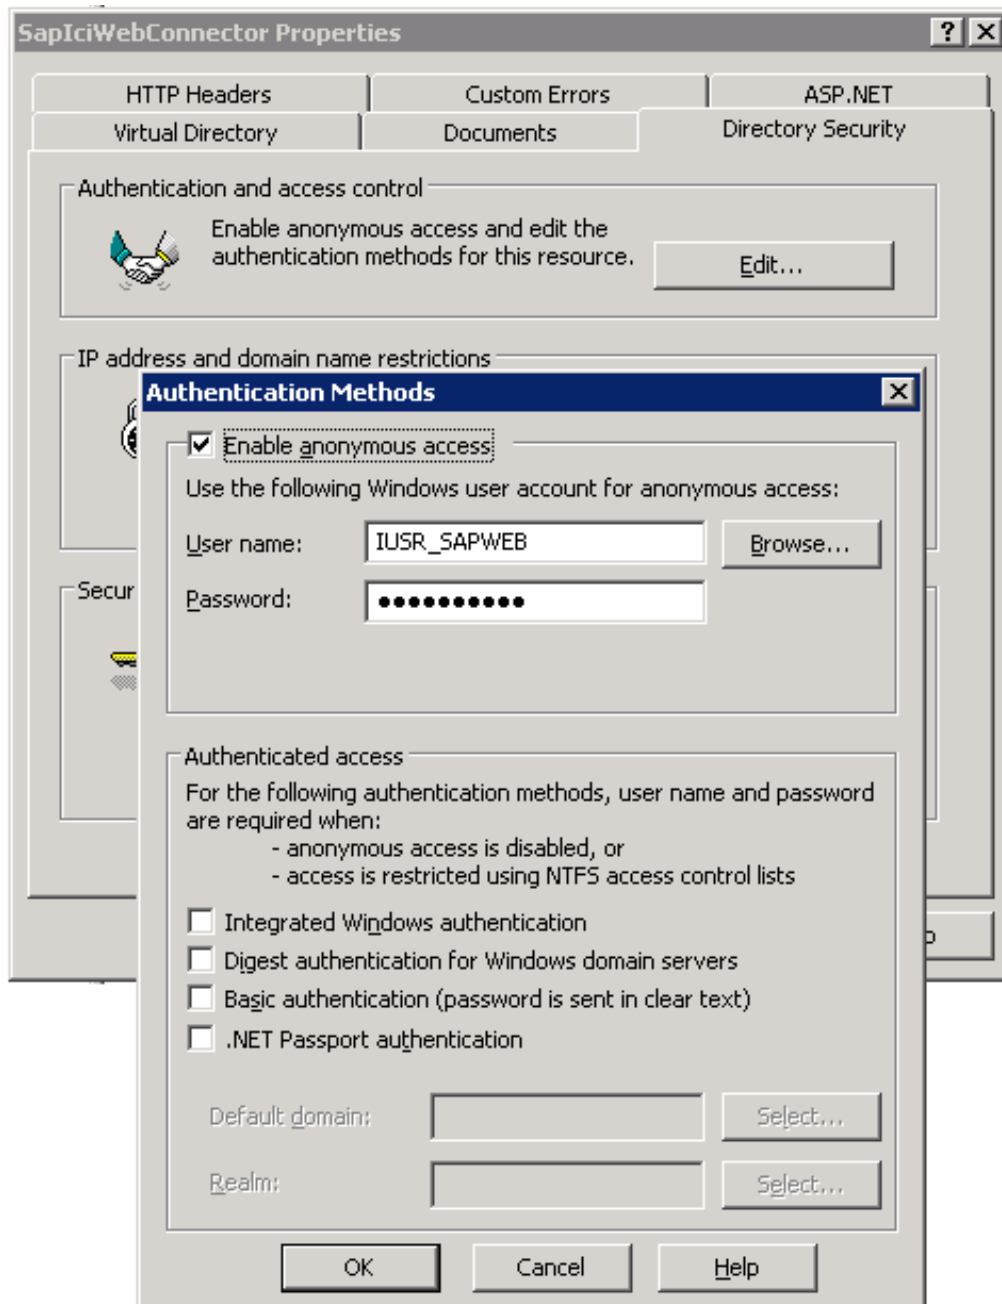 SapIciWebConnector Properties
HTTP Headers
Custom Errors
ASP.NET
Virtual Directory
Documents
Directory Security
Authentication and access control
Enable anonymous access and edit the
authentication methods for this resource.
Edit...
IP address and domain name restrictions
Authentication Methods
Enable anonymous access
Use the following Windows user account for anonymous access:
User name:
IUSR_SAPWEB
Browse...
Secur
Password:
••••••••••
Authenticated access
For the following authentication methods, user name and password
are required when:
- anonymous access is disabled, or
- access is restricted using NTFS access control lists
Integrated Windows authentication
Digest authentication for Windows domain servers
Basic authentication (password is sent in clear text)
.NET Passport authentication
Default domain:
Select...
Realm:
Select...
OK
Cancel
Help